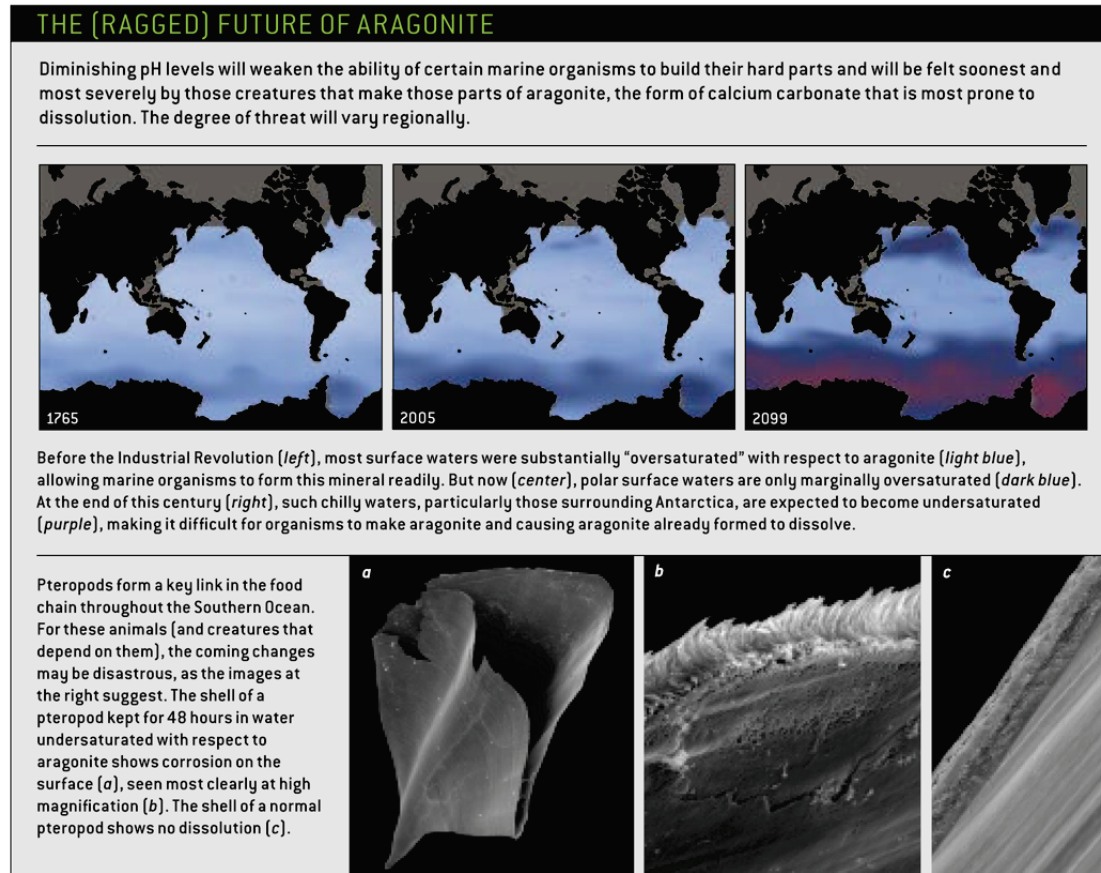 THE (RAGGED) FUTURE OF ARAGONITE
Diminishing pH levels will weaken the ability of certain marine organisms to build their hard parts and will be felt soonest and
most severely by those creatures that make those parts of aragonite, the form of calcium carbonate that is most prone to
dissolution. The degree of threat will vary regionally.
1765
2005
2099
Before the Industrial Revolution (left), most surface waters were substantially “oversaturated” with respect to aragonite (light blue),
allowing marine organisms to form this mineral readily. But now (center), polar surface waters are only marginally oversaturated (dark blue).
At the end of this century (right), such chilly waters, particularly those surrounding Antarctica, are expected to become undersaturated
(purple), making it difficult for organisms to make aragonite and causing aragonite already formed to dissolve.
Pteropods form a key link in the food
chain throughout the Southern Ocean.
For these animals (and creatures that
depend on them), the coming changes
may be disastrous, as the images at
the right suggest. The shell of a
pteropod kept for 48 hours in water
undersaturated with respect to
aragonite shows corrosion on the
surface (a), seen most clearly at high
magnification (b). The shell of a normal
pteropod shows no dissolution (c).
a
b
c